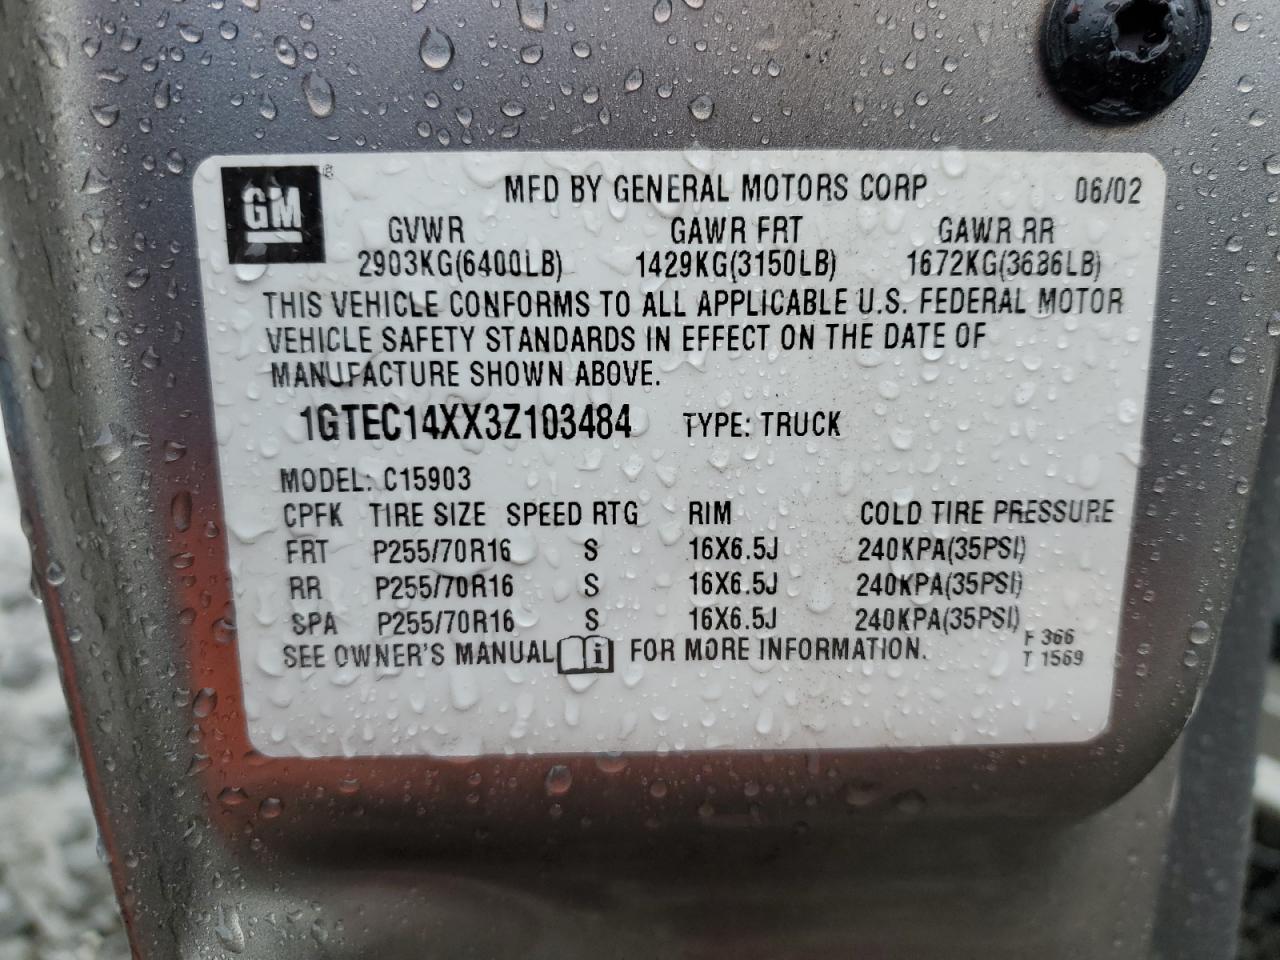 GM ®
MFD BY GENERAL MOTORS CORP 06/02
GVWR GAWR FRT GAWR RR
2903KG(6400LB) 1429KG(3150LB) 1672KG(3686LB)
THIS VEHICLE CONFORMS TO ALL APPLICABLE U.S. FEDERAL MOTOR
VEHICLE SAFETY STANDARDS IN EFFECT ON THE DATE OF
MANUFACTURE SHOWN ABOVE.
1GTEC14XX3Z103484 TYPE: TRUCK
MODEL: C15903
CPFK TIRE SIZE SPEED RTG RIM COLD TIRE PRESSURE
FRT P255/70R16 S 16X6.5J 240KPA(35PSI)
RR P255/70R16 S 16X6.5J 240KPA(35PSI)
SPA P255/70R16 S 16X6.5J 240KPA(35PSI)
SEE OWNER'S MANUAL i FOR MORE INFORMATION.
F 366
T 1569